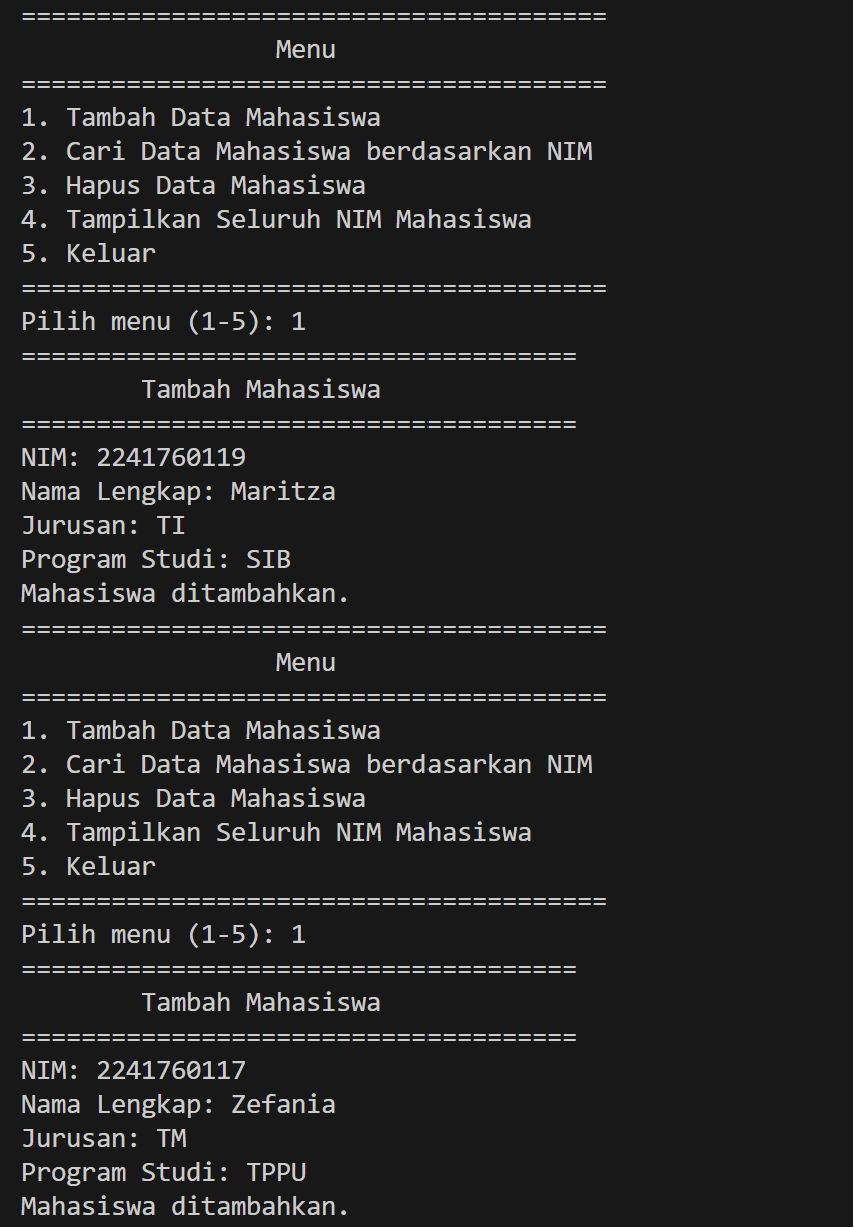 =======================================
                 Menu
=======================================
1. Tambah Data Mahasiswa
2. Cari Data Mahasiswa berdasarkan NIM
3. Hapus Data Mahasiswa
4. Tampilkan Seluruh NIM Mahasiswa
5. Keluar
=======================================
Pilih menu (1-5): 1
=====================================
        Tambah Mahasiswa
=====================================
NIM: 2241760119
Nama Lengkap: Maritza
Jurusan: TI
Program Studi: SIB
Mahasiswa ditambahkan.
=======================================
                 Menu
=======================================
1. Tambah Data Mahasiswa
2. Cari Data Mahasiswa berdasarkan NIM
3. Hapus Data Mahasiswa
4. Tampilkan Seluruh NIM Mahasiswa
5. Keluar
=======================================
Pilih menu (1-5): 1
=====================================
        Tambah Mahasiswa
=====================================
NIM: 2241760117
Nama Lengkap: Zefania
Jurusan: TM
Program Studi: TPPU
Mahasiswa ditambahkan.